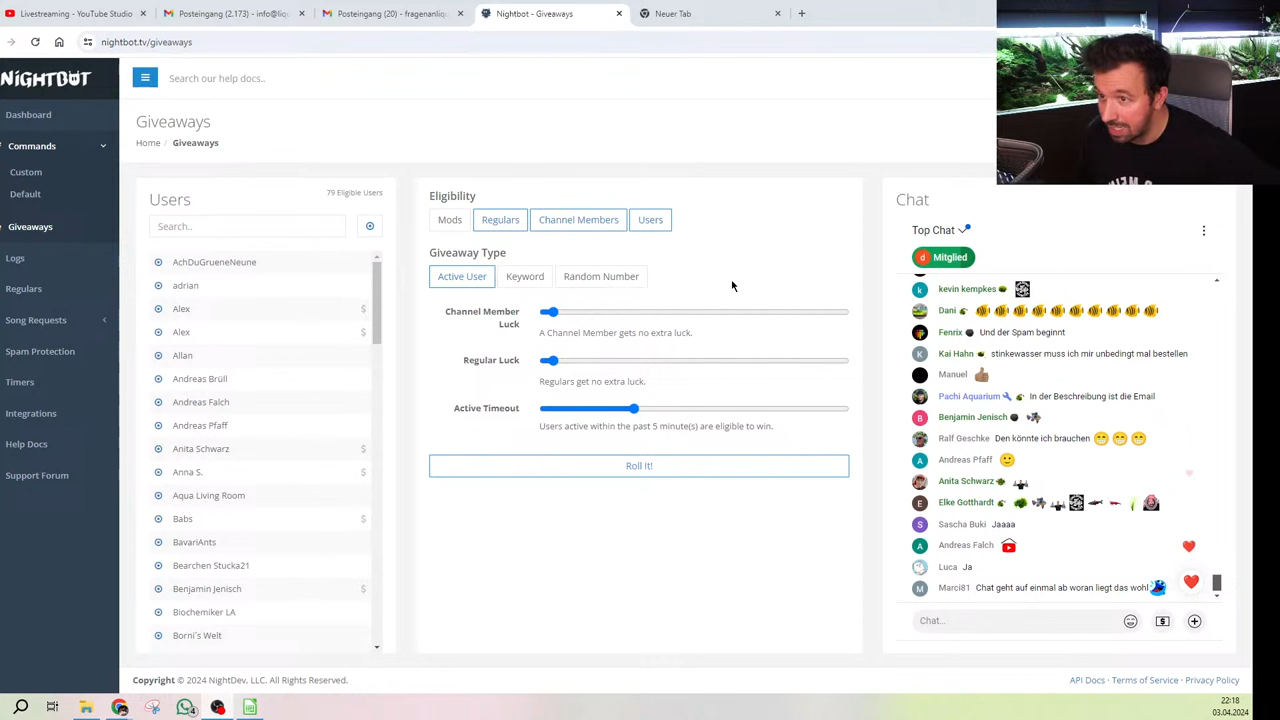 Livestreaming - YouTube Studio
Posteingang (2.173) - info@
Posteingang (20) - fragenanarm
Nightbot - Giveaways
Neuer Tab
nightbot.tv/giveaways
NiGHTBOT
Search our help docs..
Dashboard
Commands
Custom
Default
Giveaways
Logs
Regulars
Song Requests
Spam Protection
Timers
Integrations
Help Docs
Support Forum
Giveaways
Home / Giveaways
Users
79 Eligible Users
Search..
AchDuGrueneNeune
adrian
Alex $
Alex
Allan
Andreas Brüll
Andreas Falch
Andreas Pfaff
Anita Schwarz
Anna S. $
Aqua Living Room
Babs
BavariAnts
Bearchen Stucka21
Benjamin Jenisch $
Biochemiker LA
Borni´s Welt
Eligibility
Mods
Regulars
Channel Members
Users
Giveaway Type
Active User
Keyword
Random Number
Channel Member
Luck
A Channel Member gets no extra luck.
Regular Luck
Regulars get no extra luck.
Active Timeout
Users active within the past 5 minute(s) are eligible to win.
Roll It!
Chat
Top Chat
d Mitglied
k kevin kempkes
Dani
Fenrix Und der Spam beginnt
K Kai Hahn stinkewasser muss ich mir unbedingt mal bestellen
Manuel
Pachi Aquarium In der Beschreibung ist die Email
B Benjamin Jenisch
Ralf Geschke Den könnte ich brauchen
A Andreas Pfaff
Anita Schwarz
E Elke Gotthardt
S Sascha Buki Jaaaa
A Andreas Falch
Luca Ja
M Marci81 Chat geht auf einmal ab woran liegt das wohl
Chat...
Copyright © 2024 NightDev, LLC. All Rights Reserved.
API Docs - Terms of Service - Privacy Policy
22:18
03.04.2024